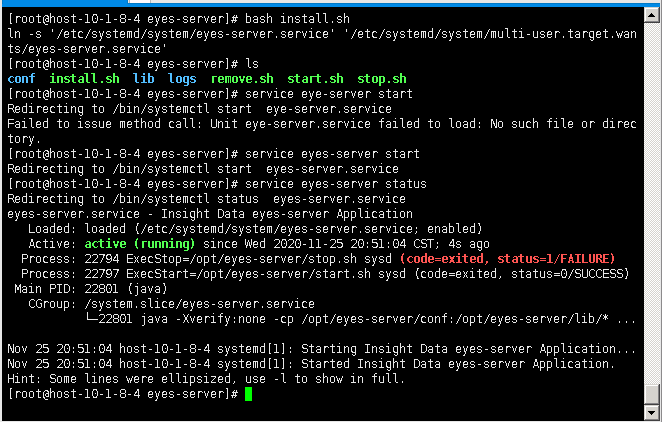 [root@host-10-1-8-4 eyes-server]# bash install.sh
ln -s '/etc/systemd/system/eyes-server.service' '/etc/systemd/system/multi-user.target.wan
ts/eyes-server.service'
[root@host-10-1-8-4 eyes-server]# ls
conf  install.sh  lib  logs  remove.sh  start.sh  stop.sh
[root@host-10-1-8-4 eyes-server]# service eye-server start
Redirecting to /bin/systemctl start  eye-server.service
Failed to issue method call: Unit eye-server.service failed to load: No such file or direc
tory.
[root@host-10-1-8-4 eyes-server]# service eyes-server start
Redirecting to /bin/systemctl start  eyes-server.service
[root@host-10-1-8-4 eyes-server]# service eyes-server status
Redirecting to /bin/systemctl status  eyes-server.service
eyes-server.service - Insight Data eyes-server Application
   Loaded: loaded (/etc/systemd/system/eyes-server.service; enabled)
   Active: active (running) since Wed 2020-11-25 20:51:04 CST; 4s ago
  Process: 22794 ExecStop=/opt/eyes-server/stop.sh sysd (code=exited, status=1/FAILURE)
  Process: 22797 ExecStart=/opt/eyes-server/start.sh sysd (code=exited, status=0/SUCCESS)
 Main PID: 22801 (java)
   CGroup: /system.slice/eyes-server.service
           └─22801 java -Xverify:none -cp /opt/eyes-server/conf:/opt/eyes-server/lib/* ...
Nov 25 20:51:04 host-10-1-8-4 systemd[1]: Starting Insight Data eyes-server Application...
Nov 25 20:51:04 host-10-1-8-4 systemd[1]: Started Insight Data eyes-server Application.
Hint: Some lines were ellipsized, use -l to show in full.
[root@host-10-1-8-4 eyes-server]#